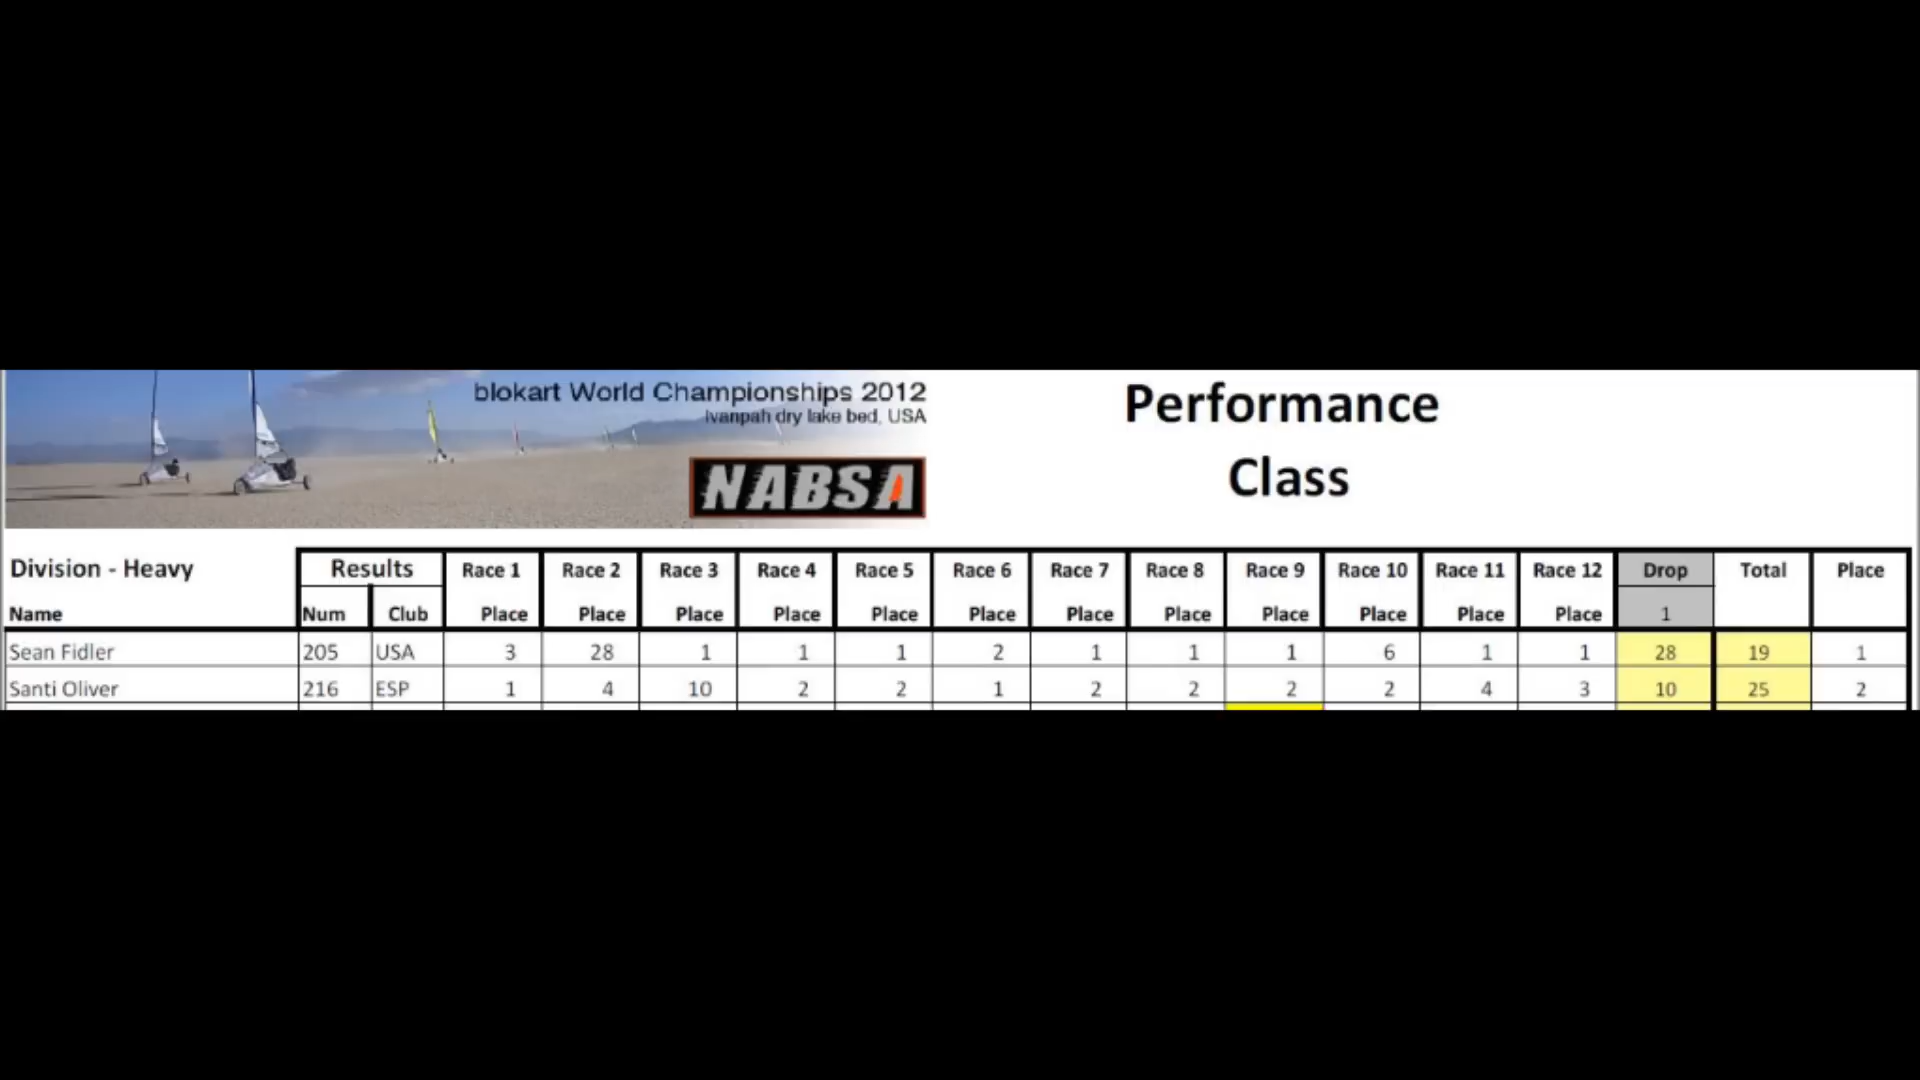 blokart World Championships 2012
Ivanpah dry lake bed, USA
NABSA
Performance
Class
Division - Heavy Results Race 1 Race 2 Race 3 Race 4 Race 5 Race 6 Race 7 Race 8 Race 9 Race 10 Race 11 Race 12 Drop Total Place
Name Num Club Place Place Place Place Place Place Place Place Place Place Place Place 1
Sean Fidler 205 USA 3 28 1 1 1 2 1 1 1 6 1 1 28 19 1
Santi Oliver 216 ESP 1 4 10 2 2 1 2 2 2 2 4 3 10 25 2